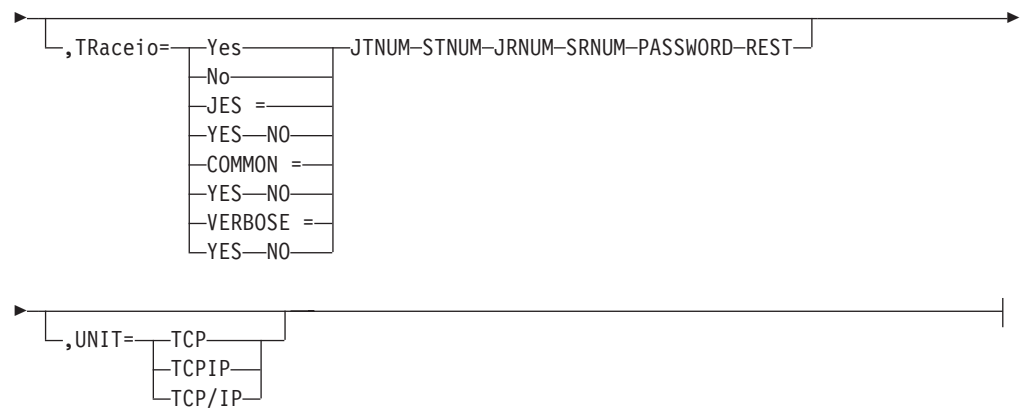 ,TRaceio= Yes JTNUM STNUM JRNUM SRNUM PASSWORD REST
No
JES =
YES NO
COMMON =
YES NO
VERBOSE =
YES NO
,UNIT= TCP
TCPIP
TCP/IP